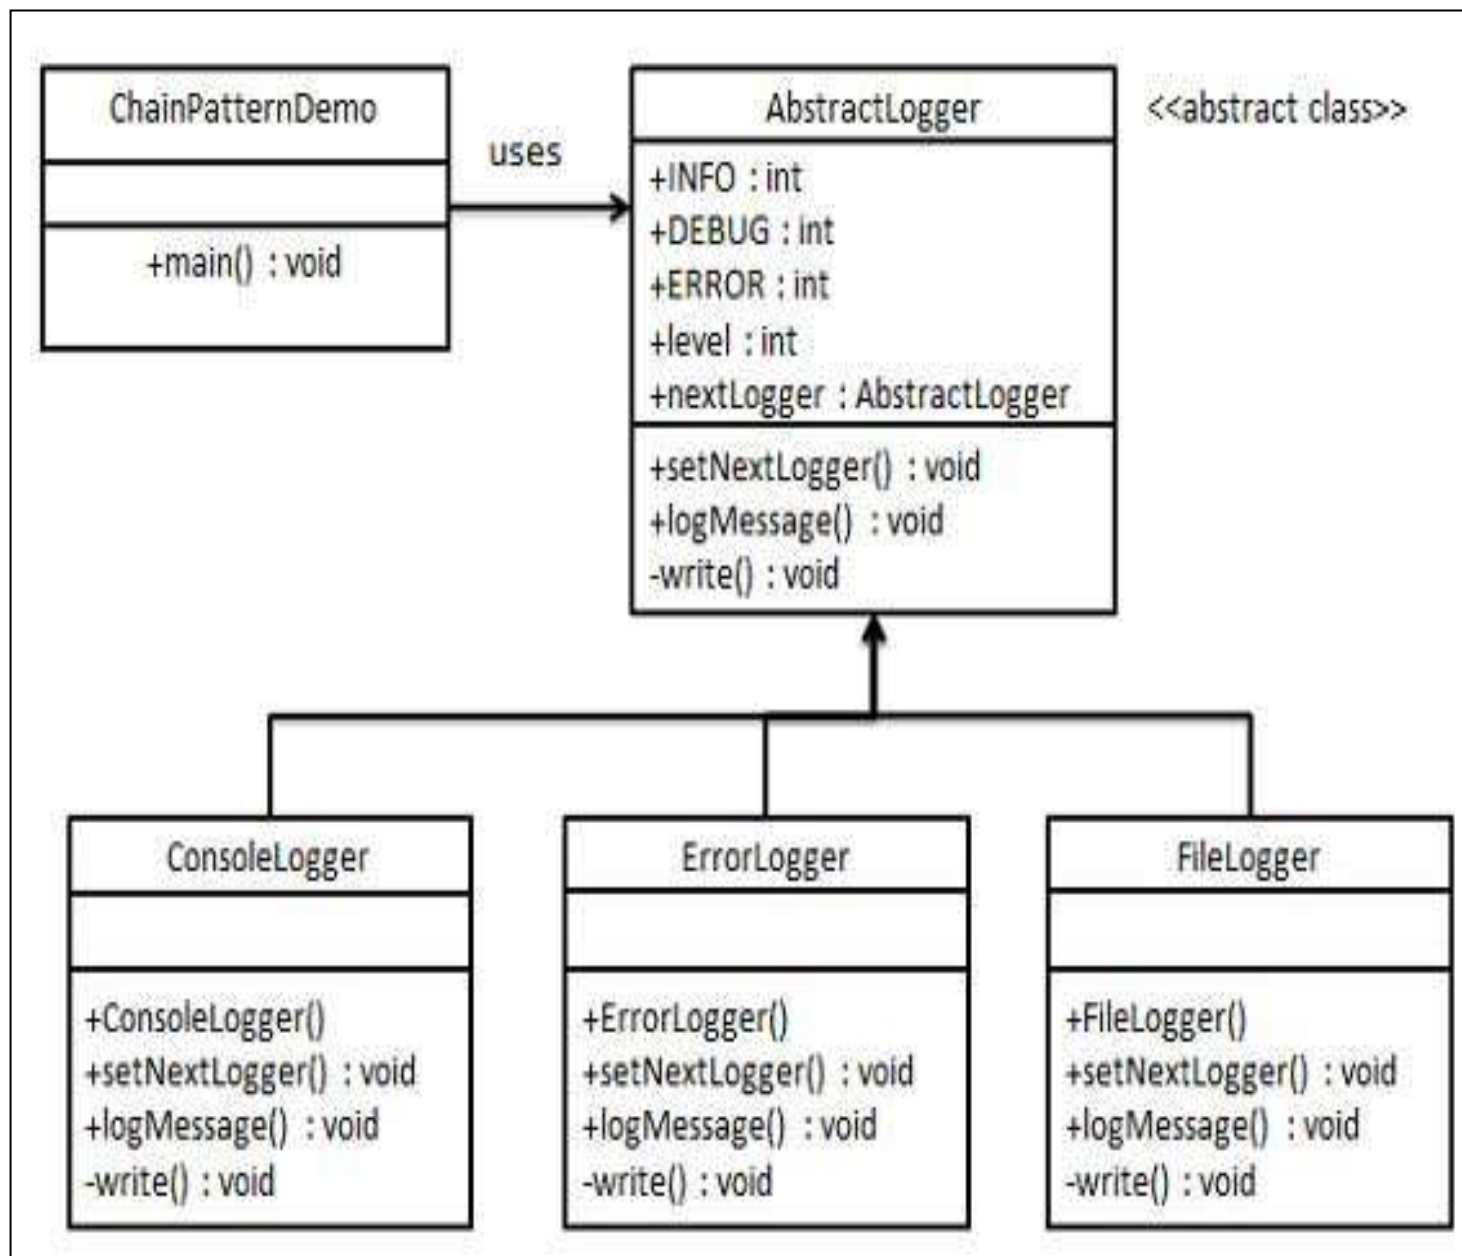 ChainPatternDemo
+main() : void
uses
AbstractLogger
<<abstract class>>
+INFO : int
+DEBUG : int
+ERROR : int
+level : int
+nextLogger : AbstractLogger
+setNextLogger() : void
+logMessage() : void
-write() : void
ConsoleLogger
+ConsoleLogger()
+setNextLogger() : void
+logMessage() : void
-write() : void
ErrorLogger
+ErrorLogger()
+setNextLogger() : void
+logMessage() : void
-write() : void
FileLogger
+FileLogger()
+setNextLogger() : void
+logMessage() : void
-write() : void